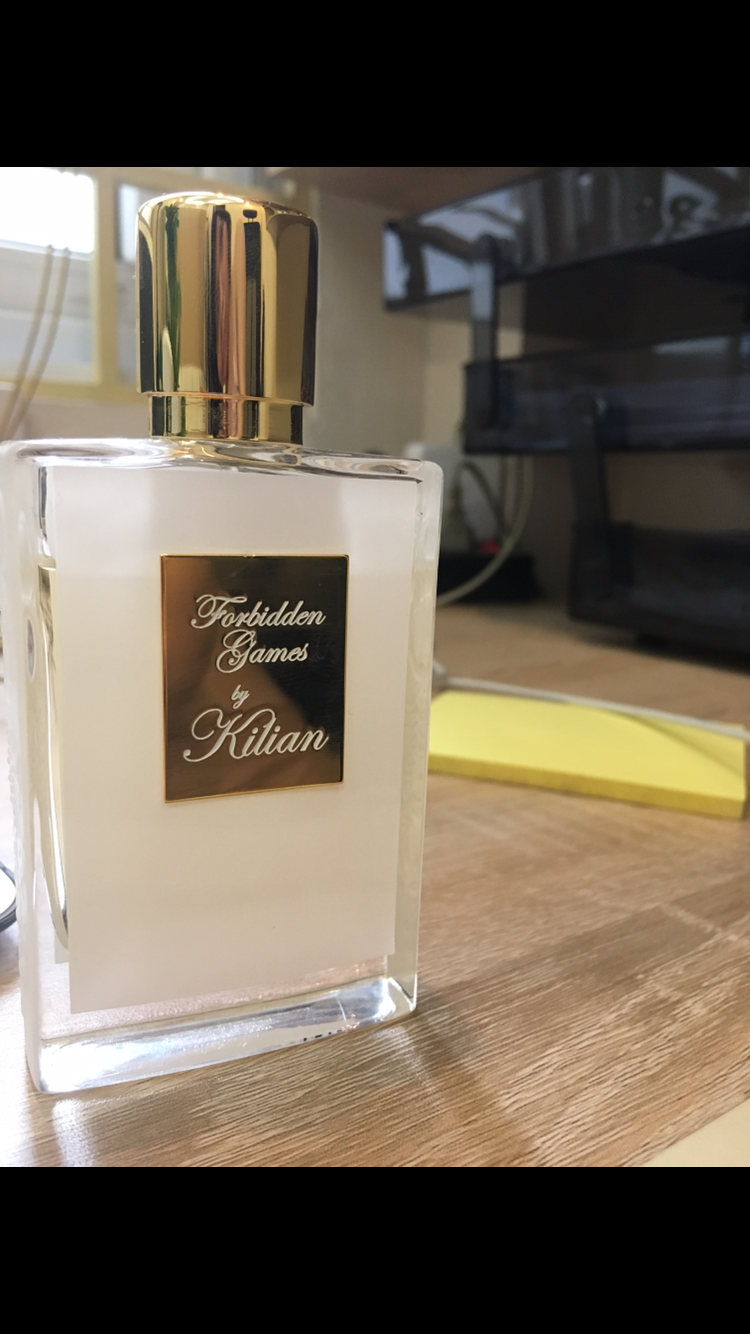 Forbidden
Games
by
Kilian